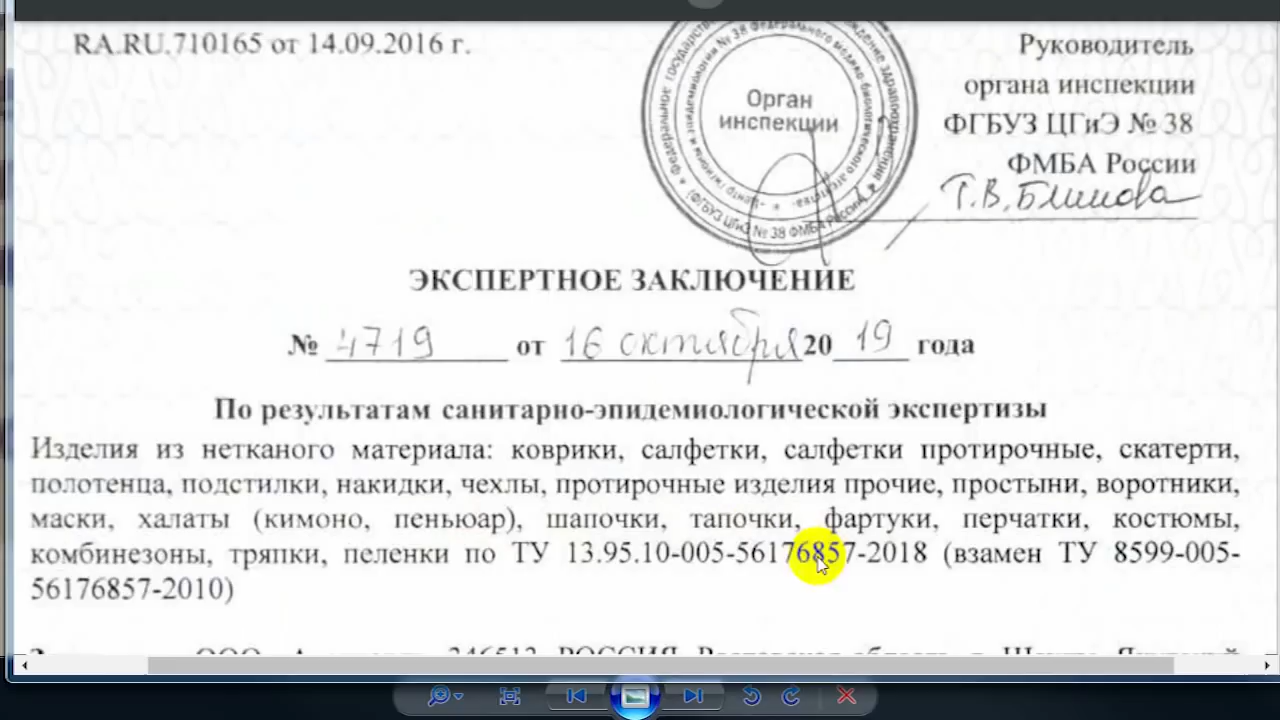 RA.RU.710165 от 14.09.2016 г.
Руководитель
органа инспекции
ФГБУЗ ЦГиЭ № 38
ФМБА России
Т.В.Блинова
Орган
инспекции
ЭКСПЕРТНОЕ ЗАКЛЮЧЕНИЕ
№ 4719 от 16 октября 2019 года
По результатам санитарно-эпидемиологической экспертизы
Изделия из нетканого материала: коврики, салфетки, салфетки протирочные, скатерти,
полотенца, подстилки, накидки, чехлы, протирочные изделия прочие, простыни, воротники,
маски, халаты (кимоно, пеньюар), шапочки, тапочки, фартуки, перчатки, костюмы,
комбинезоны, тряпки, пеленки по ТУ 13.95.10-005-56176857-2018 (взамен ТУ 8599-005-
56176857-2010)